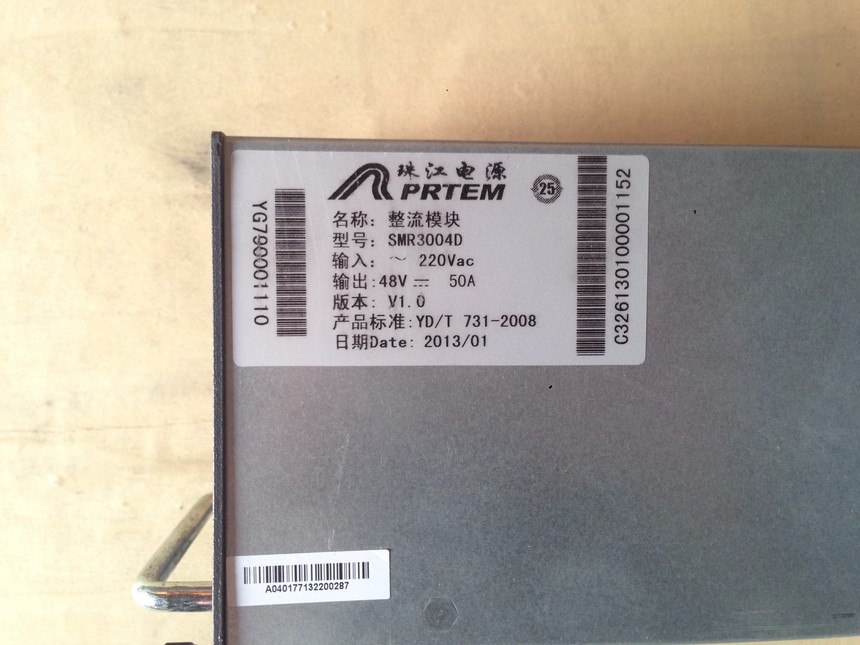 珠江电源
PRTEM
25
名称: 整流模块
型号: SMR3004D
输入: ~ 220Vac
输出:48V⎓ 50A
版本: V1.0
产品标准:YD/T 731-2008
日期Date: 2013/01
YG790001110
C3261301000001152
A040177132200287